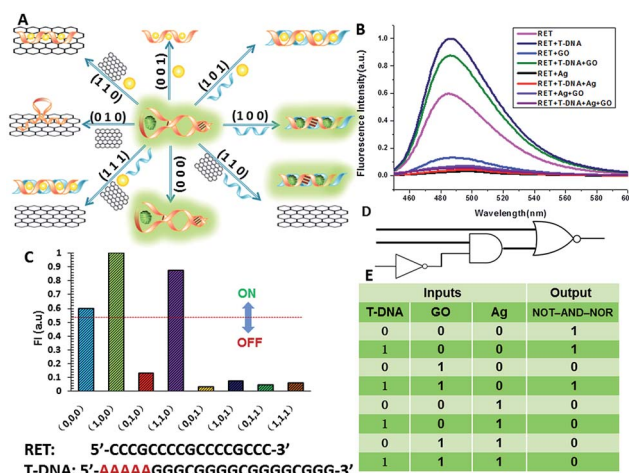 A
(1 1 0)
(0 0 1)
(1 0 1)
(0 1 0)
(1 0 0)
(1 1 1)
(0 0 0)
(1 1 0)
B
Fluorescence Intensity(a.u.)
1.0
0.8
0.6
0.4
0.2
0.0
460
480
500
520
540
560
580
Wavelength(nm)
RET
RET+T-DNA
RET+GO
RET+T-DNA+GO
RET+Ag
RET+T-DNA+Ag
RET+Ag+GO
RET+T-DNA+Ag+GO
C
FI (a.u)
1
0.9
0.8
0.7
0.6
0.5
0.4
0.3
0.2
0.1
0
ON
OFF
(0,0,0)
(1,0,0)
(0,1,0)
(1,1,0)
(0,0,1)
(1,0,1)
(0,1,1)
(1,1,1)
RET: 5’-CCCGCCCCGCCCCGCCC-3’
T-DNA: 5’-AAAAAGGGCGGGGCGGGGCGGG-3’
D
E
Inputs Output
T-DNA GO Ag NOT–AND–NOR
0 0 0 1
1 0 0 1
0 1 0 0
1 1 0 1
0 0 1 0
1 0 1 0
0 1 1 0
1 1 1 0